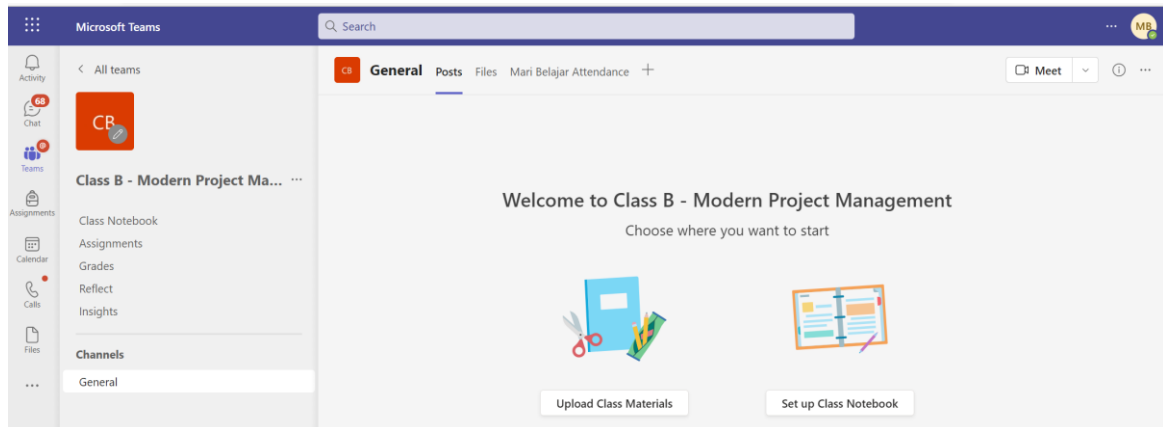 Microsoft Teams
Search
MB
Activity
68
Chat
@
Teams
Assignments
Calendar
Calls
Files
< All teams
CB
Class B - Modern Project Ma...
Class Notebook
Assignments
Grades
Reflect
Insights
Channels
General
CB General Posts Files Mari Belajar Attendance +
Meet
Welcome to Class B - Modern Project Management
Choose where you want to start
Upload Class Materials
Set up Class Notebook